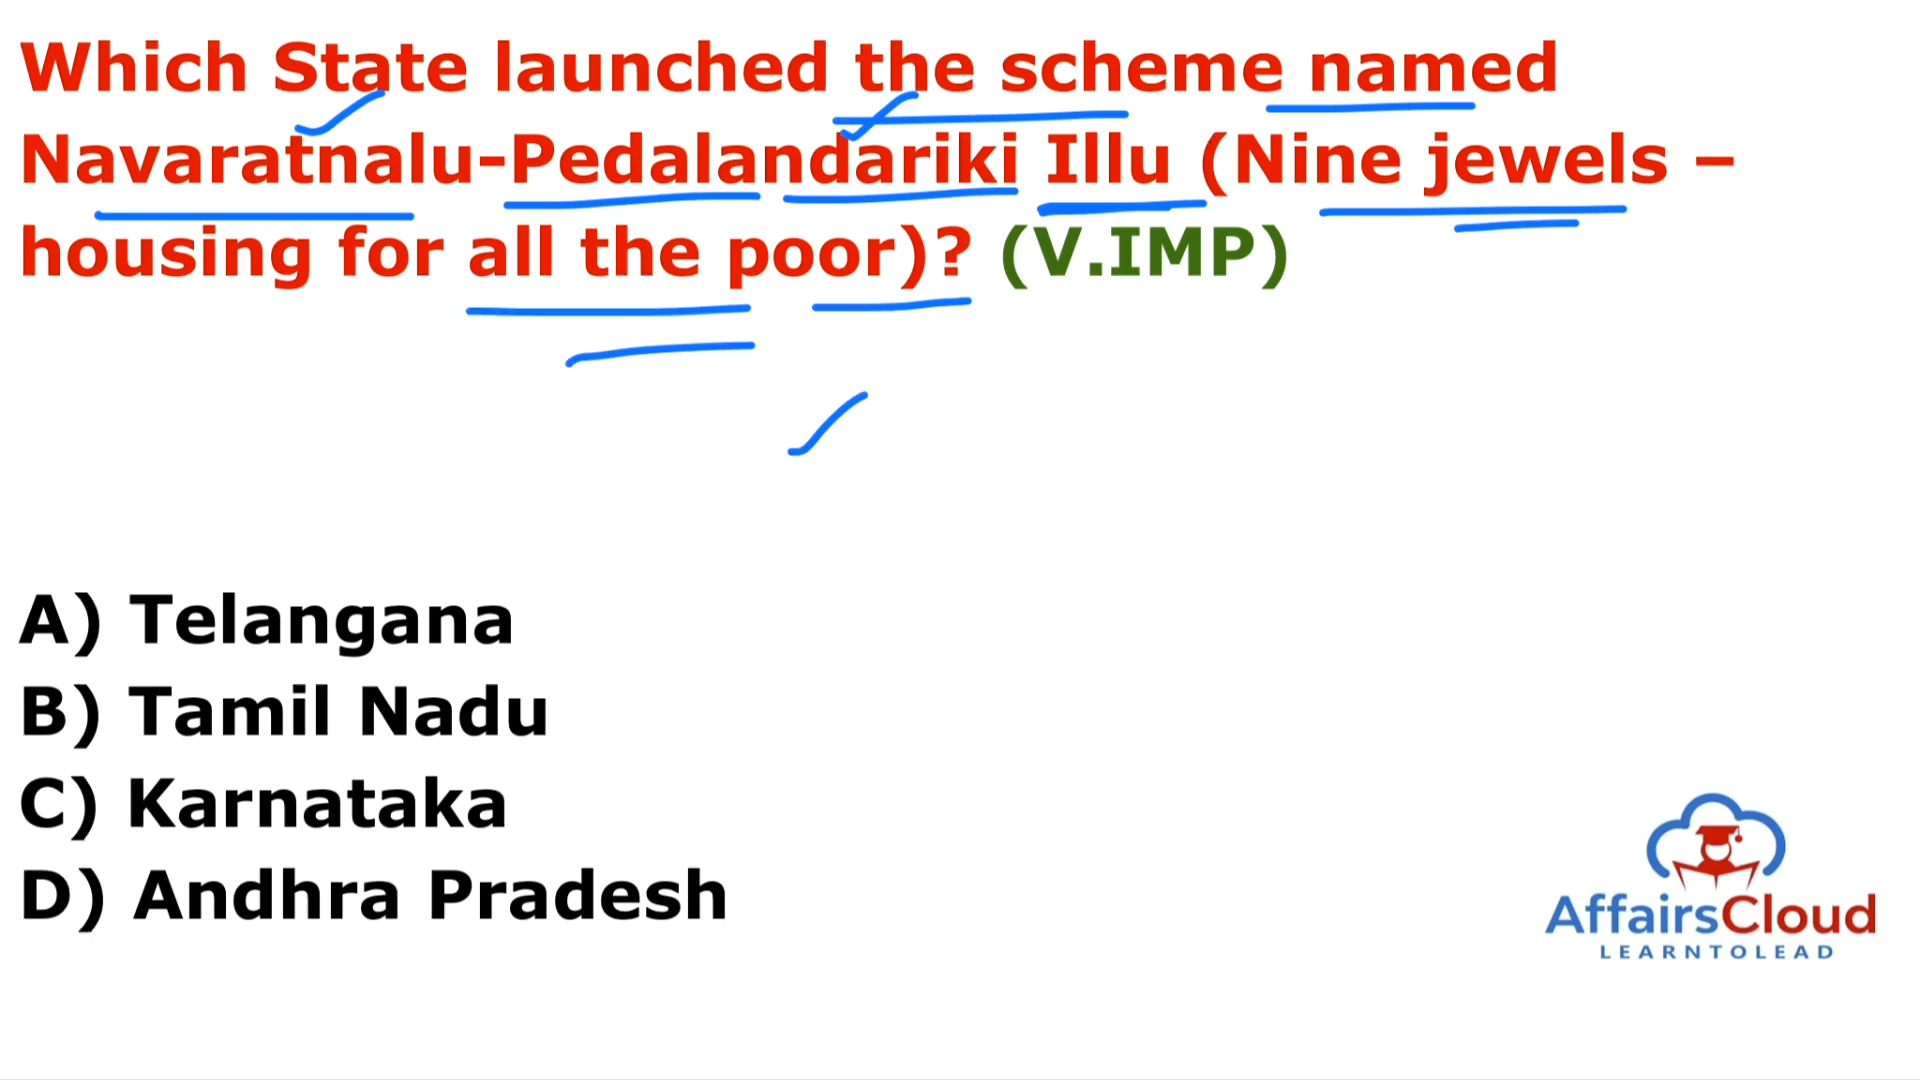 Which State launched the scheme named
Navaratnalu-Pedalandariki Illu (Nine jewels –
housing for all the poor)? (V.IMP)
A) Telangana
B) Tamil Nadu
C) Karnataka
D) Andhra Pradesh
AffairsCloud
LEARNTOLEAD